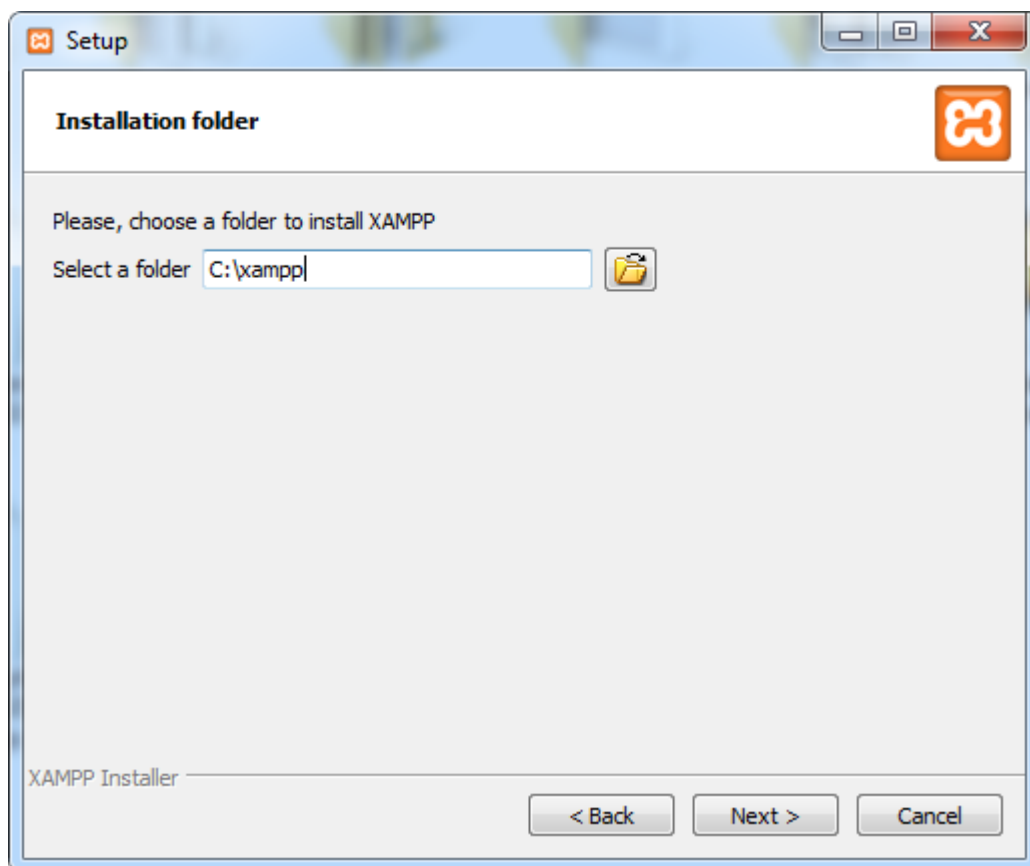 Setup
Installation folder
Please, choose a folder to install XAMPP
Select a folder C:\xampp
XAMPP Installer
< Back Next > Cancel